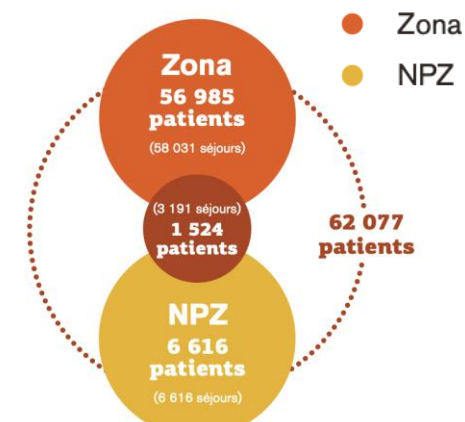 Zona
NPZ
Zona
56 985
patients
(58 031 séjours)
(3 191 séjours)
1 524
patients
62 077
patients
NPZ
6 616
patients
(6 616 séjours)